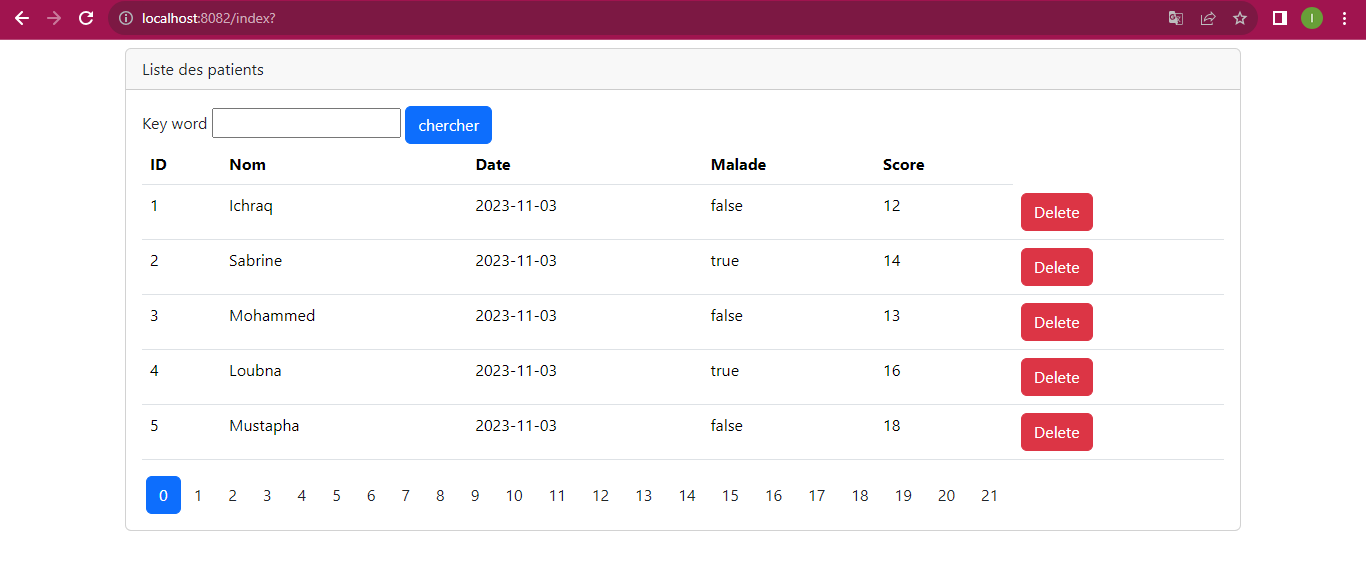 localhost:8082/index?
I
Liste des patients
Key word chercher
ID Nom Date Malade Score
1 Ichraq 2023-11-03 false 12 Delete
2 Sabrine 2023-11-03 true 14 Delete
3 Mohammed 2023-11-03 false 13 Delete
4 Loubna 2023-11-03 true 16 Delete
5 Mustapha 2023-11-03 false 18 Delete
0 1 2 3 4 5 6 7 8 9 10 11 12 13 14 15 16 17 18 19 20 21